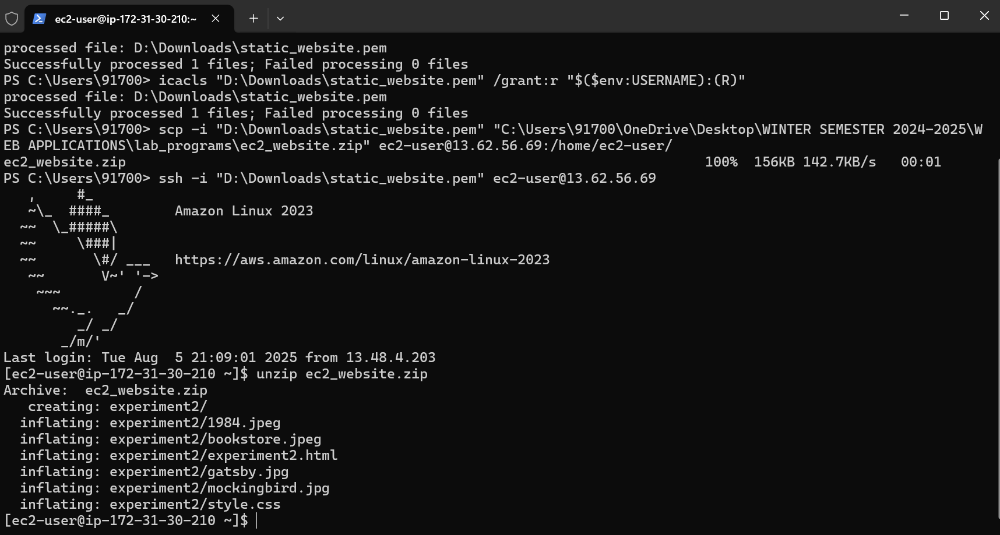 ec2-user@ip-172-31-30-210:~
processed file: D:\Downloads\static_website.pem
Successfully processed 1 files; Failed processing 0 files
PS C:\Users\91700> icacls "D:\Downloads\static_website.pem" /grant:r "$($env:USERNAME):(R)"
processed file: D:\Downloads\static_website.pem
Successfully processed 1 files; Failed processing 0 files
PS C:\Users\91700> scp -i "D:\Downloads\static_website.pem" "C:\Users\91700\OneDrive\Desktop\WINTER SEMESTER 2024-2025\W
EB APPLICATIONS\lab_programs\ec2_website.zip" ec2-user@13.62.56.69:/home/ec2-user/
ec2_website.zip                                                                       100%  156KB 142.7KB/s   00:01
PS C:\Users\91700> ssh -i "D:\Downloads\static_website.pem" ec2-user@13.62.56.69
   ,     #_
   ~\_  ####_        Amazon Linux 2023
  ~~  \_#####\
  ~~     \###|
  ~~       \#/ ___   https://aws.amazon.com/linux/amazon-linux-2023
   ~~       V~' '->
    ~~~         /
      ~~._.   _/
         _/ _/
       _/m/'
Last login: Tue Aug  5 21:09:01 2025 from 13.48.4.203
[ec2-user@ip-172-31-30-210 ~]$ unzip ec2_website.zip
Archive:  ec2_website.zip
   creating: experiment2/
  inflating: experiment2/1984.jpeg
  inflating: experiment2/bookstore.jpeg
  inflating: experiment2/experiment2.html
  inflating: experiment2/gatsby.jpg
  inflating: experiment2/mockingbird.jpg
  inflating: experiment2/style.css
[ec2-user@ip-172-31-30-210 ~]$